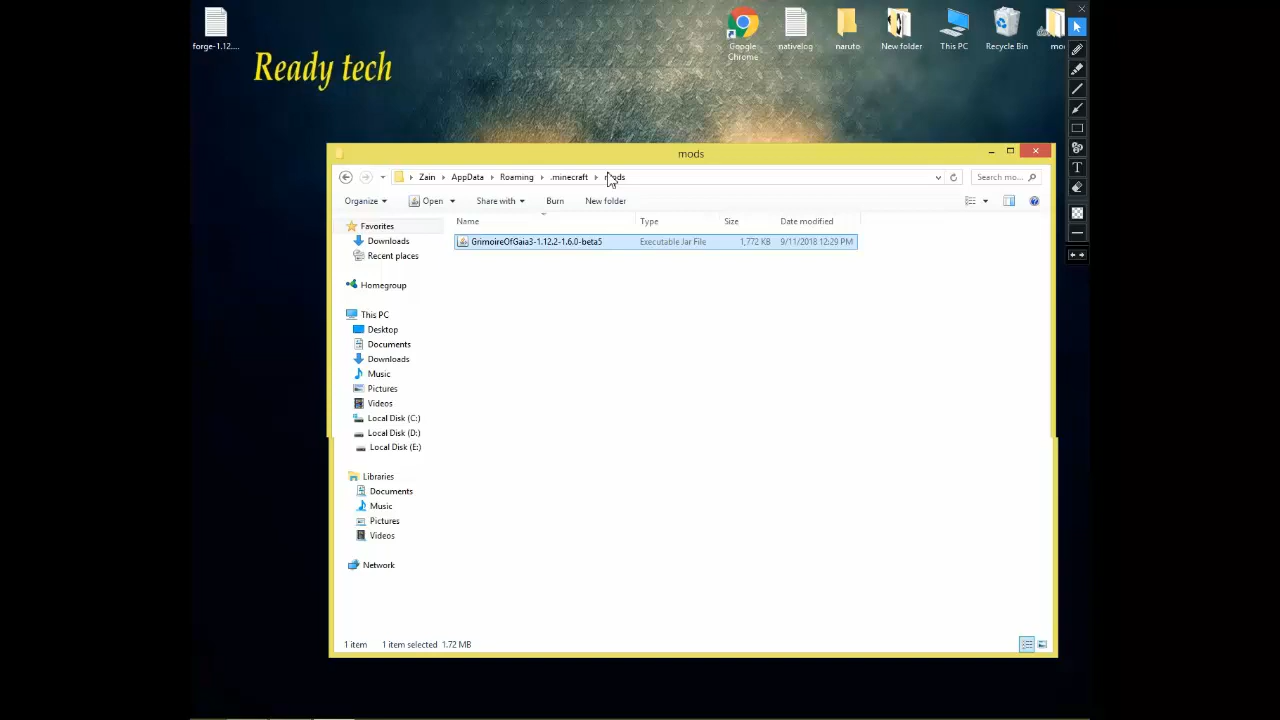 forge-1.12....
Google
Chrome
nativelog
naruto
New folder
This PC
Recycle Bin
Ready tech
mods
Zain
AppData
Roaming
.minecraft
Search mo...
Organize
Open
Share with
Burn
New folder
Name
Type
Size
Date modified
GrimoireOfGaia3-1.12.2-1.6.0-beta5
Executable Jar File
1,772 KB
9/11/2018 12:29 PM
Favorites
Downloads
Recent places
Homegroup
This PC
Desktop
Documents
Downloads
Music
Pictures
Videos
Local Disk (C:)
Local Disk (D:)
Local Disk (E:)
Libraries
Documents
Music
Pictures
Videos
Network
1 item
1 item selected 1.72 MB